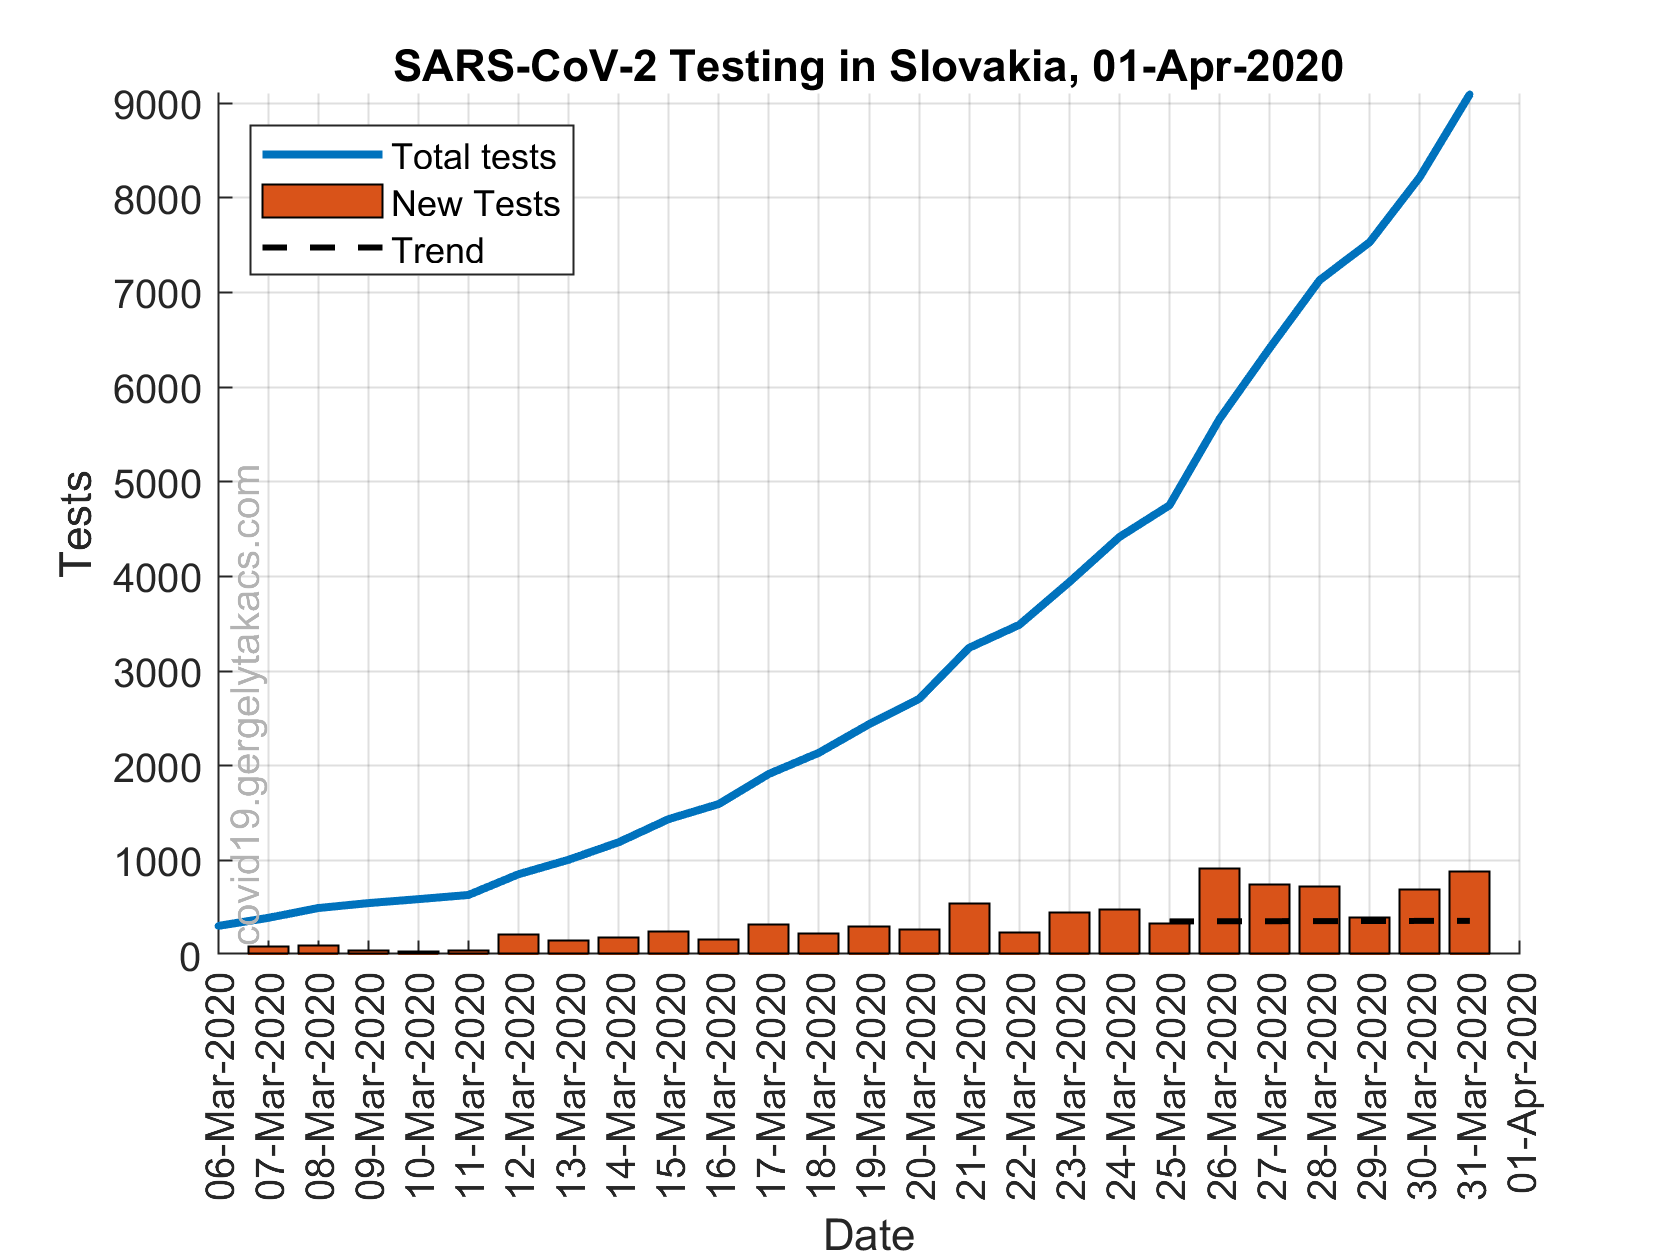 SARS-CoV-2 Testing in Slovakia, 01-Apr-2020
9000
8000
7000
6000
5000
4000
3000
2000
1000
0
Tests
Total tests
New Tests
Trend
covid19.gergelytakacs.com
06-Mar-2020
07-Mar-2020
08-Mar-2020
09-Mar-2020
10-Mar-2020
11-Mar-2020
12-Mar-2020
13-Mar-2020
14-Mar-2020
15-Mar-2020
16-Mar-2020
17-Mar-2020
18-Mar-2020
19-Mar-2020
20-Mar-2020
21-Mar-2020
22-Mar-2020
23-Mar-2020
24-Mar-2020
25-Mar-2020
26-Mar-2020
27-Mar-2020
28-Mar-2020
29-Mar-2020
30-Mar-2020
31-Mar-2020
01-Apr-2020
Date